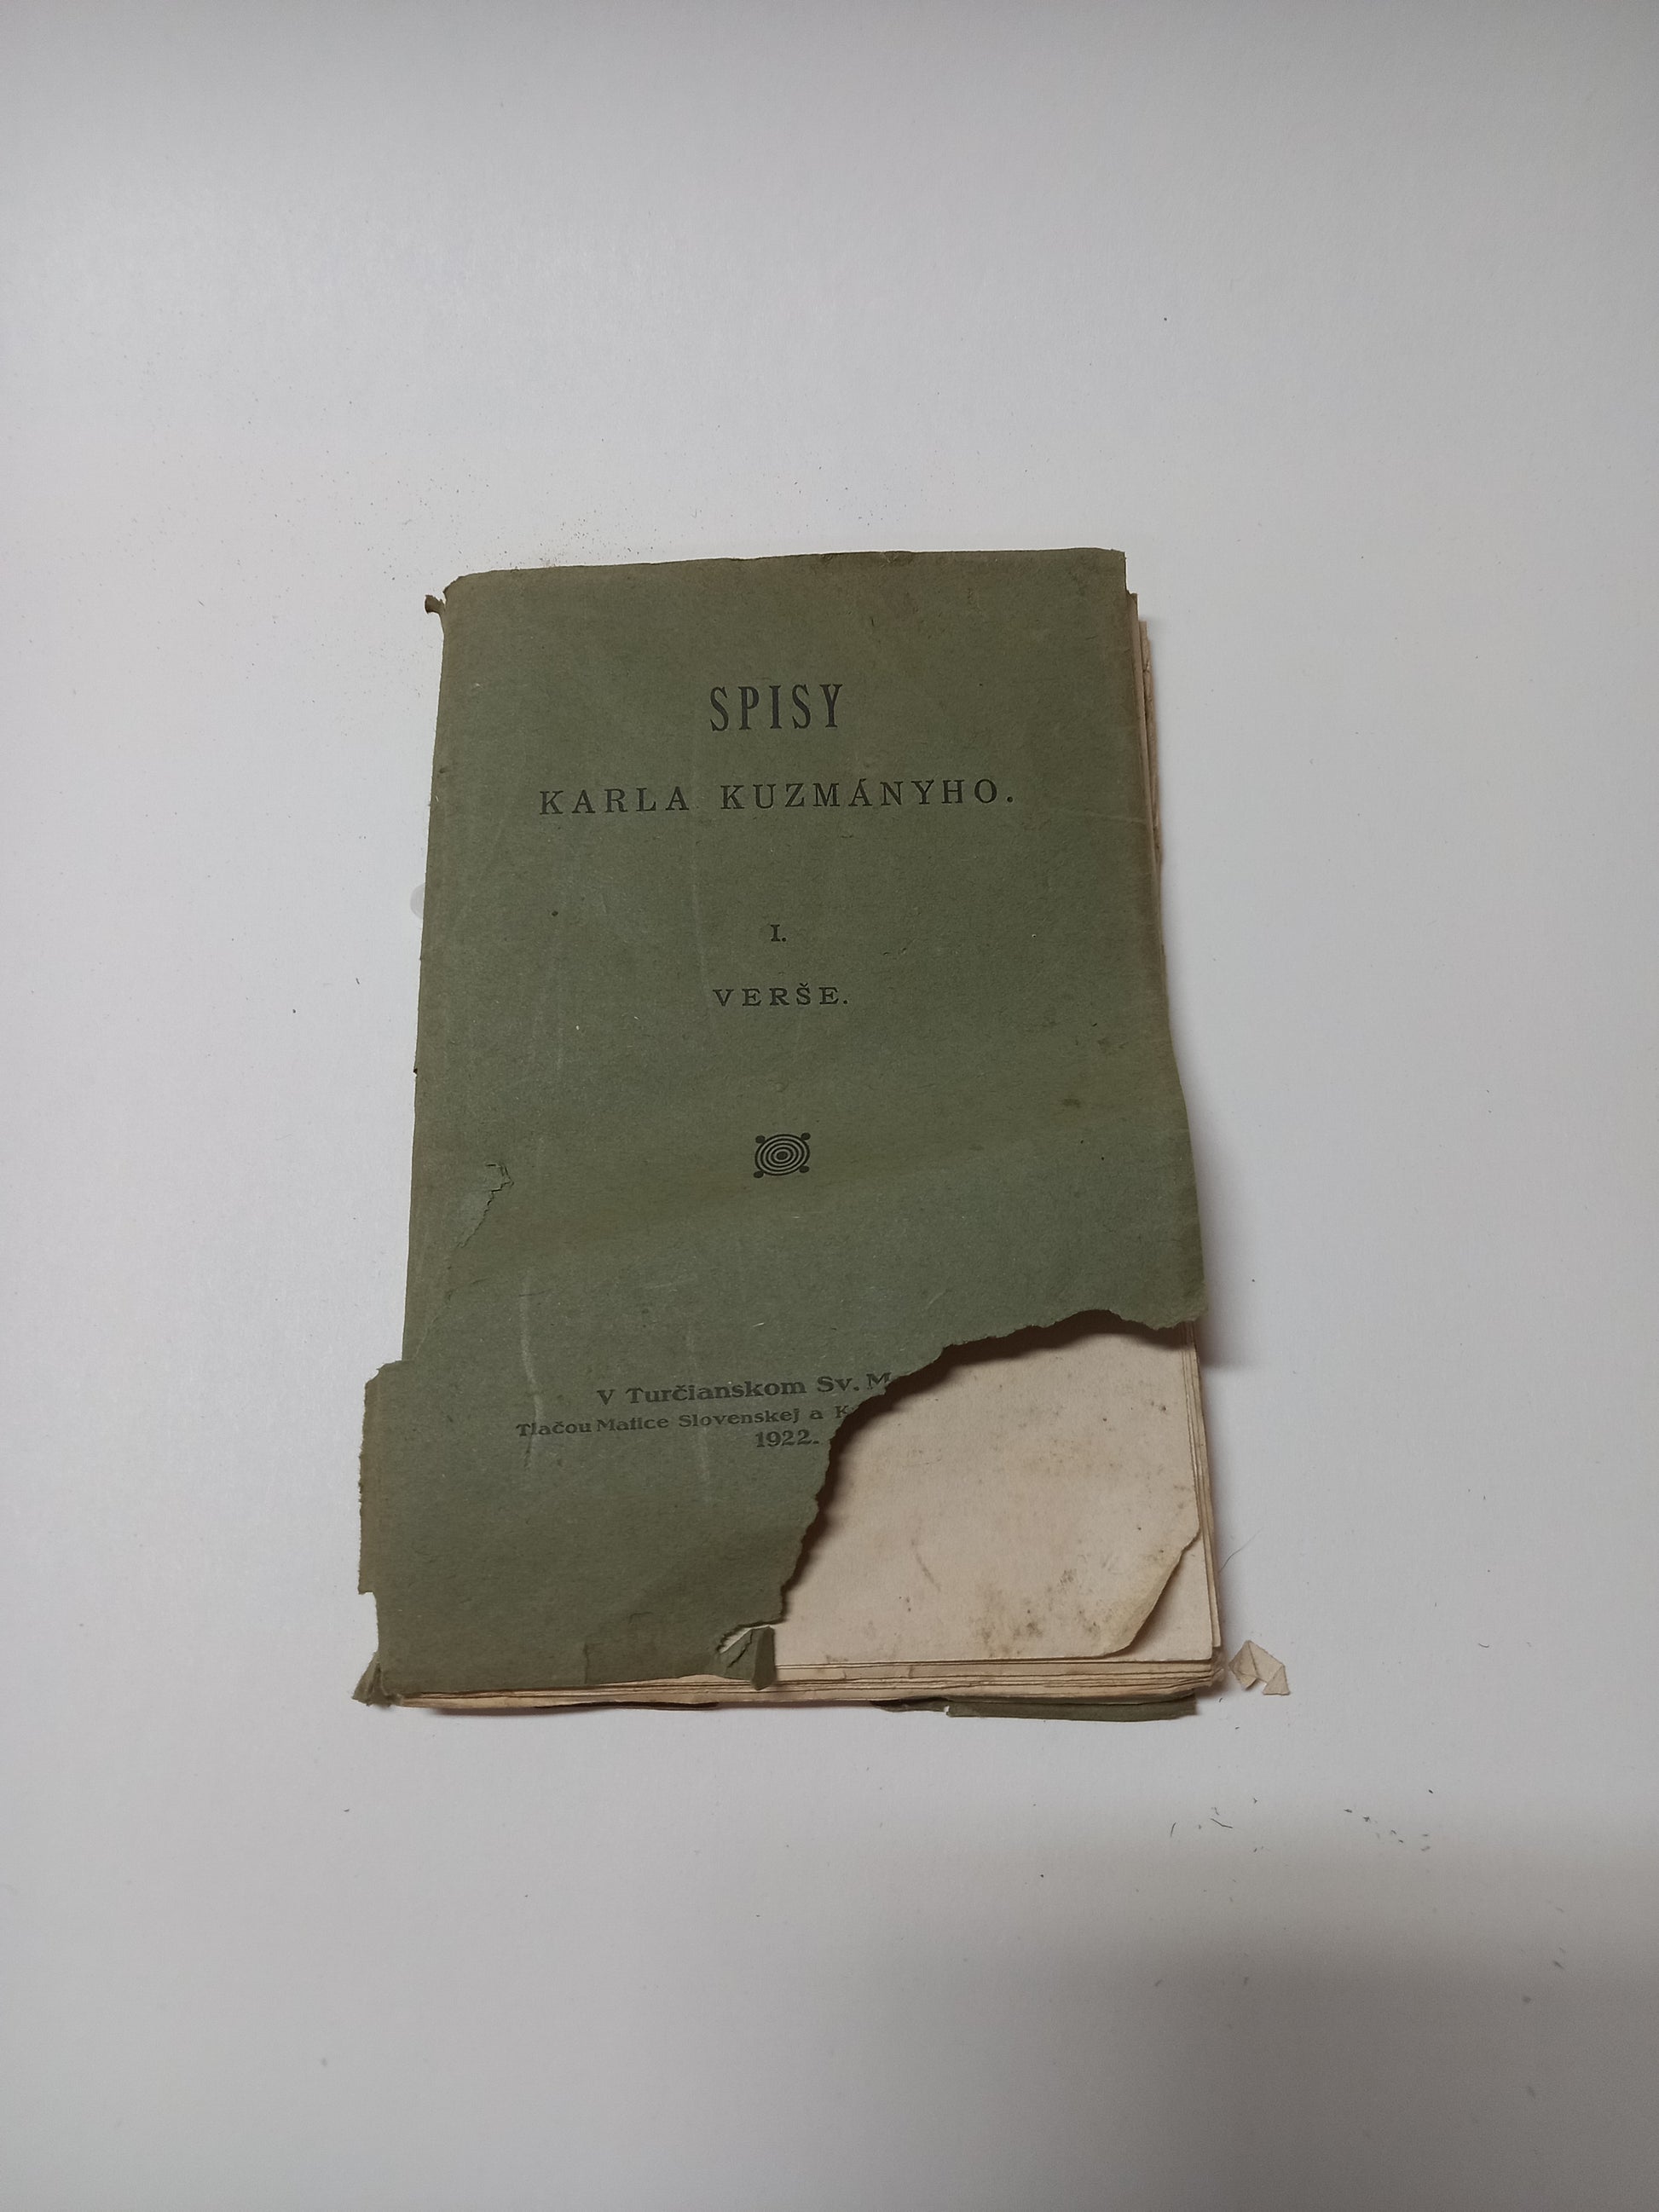 SPISY
KARLA KUZMÁNYHO.
I.
VERŠE.
V Turčianskom Sv.
Tlačou Matice Slovenskej a
1922.